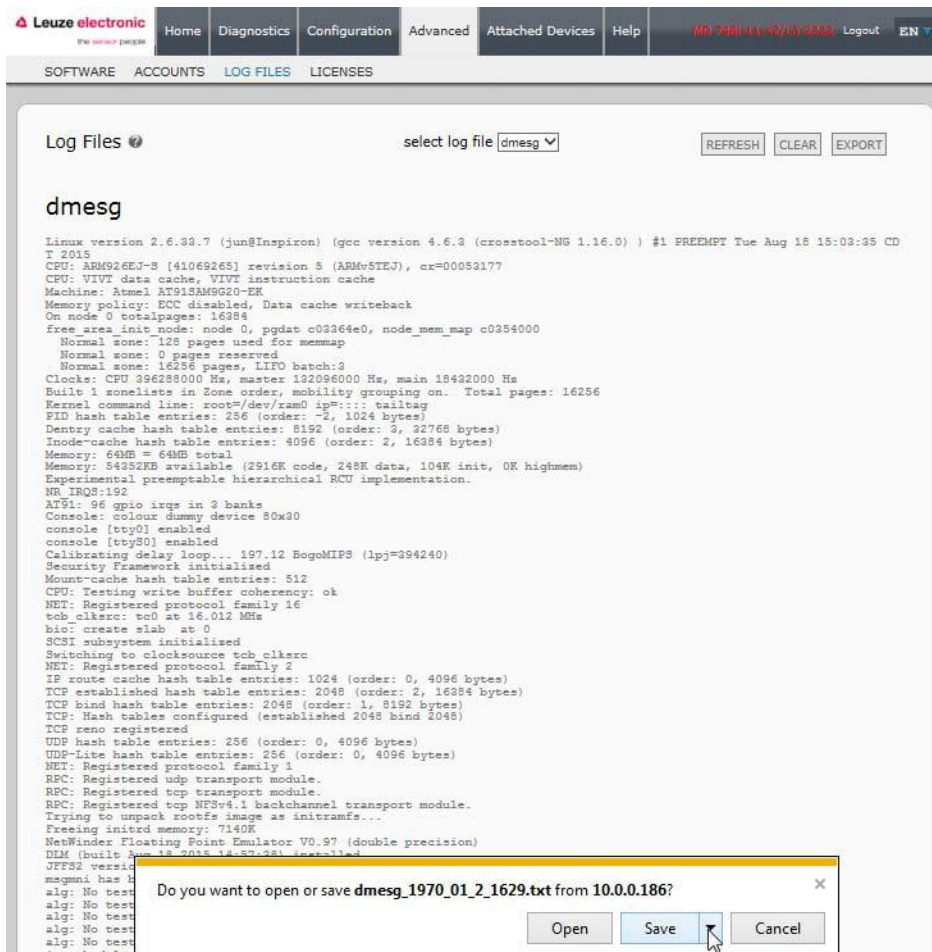 Leuze electronic
the sensor people
Home Diagnostics Configuration Advanced Attached Devices Help Logout EN
SOFTWARE ACCOUNTS LOG FILES LICENSES
Log Files ? select log file dmesg REFRESH CLEAR EXPORT
dmesg
Linux version 2.6.33.7 (jun@Inspiron) (gcc version 4.6.3 (crosstool-NG 1.16.0) ) #1 PREEMPT Tue Aug 18 15:03:35 CD
T 2015
CPU: ARM926EJ-S [41069265] revision 5 (ARMv5TEJ), cr=00053177
CPU: VIVT data cache, VIVT instruction cache
Machine: Atmel AT91SAM9G20-EK
Memory policy: ECC disabled, Data cache writeback
On node 0 totalpages: 16384
free_area_init_node: node 0, pgdat c03364e0, node_mem_map c0354000
Normal zone: 128 pages used for memmap
Normal zone: 0 pages reserved
Normal zone: 16256 pages, LIFO batch:3
Clocks: CPU 396288000 Hz, master 132096000 Hz, main 18432000 Hz
Built 1 zonelists in Zone order, mobility grouping on. Total pages: 16256
Kernel command line: root=/dev/ram0 ip=:::: tailtag
PID hash table entries: 256 (order: -2, 1024 bytes)
Dentry cache hash table entries: 8192 (order: 3, 32768 bytes)
Inode-cache hash table entries: 4096 (order: 2, 16384 bytes)
Memory: 64MB = 64MB total
Memory: 54352KB available (2916K code, 248K data, 104K init, 0K highmem)
Experimental preemptable hierarchical RCU implementation.
NR_IRQS:192
AT91: 96 gpio irqs in 3 banks
Console: colour dummy device 80x30
console [tty0] enabled
console [ttyS0] enabled
Calibrating delay loop... 197.12 BogoMIPS (lpj=394240)
Security Framework initialized
Mount-cache hash table entries: 512
CPU: Testing write buffer coherency: ok
NET: Registered protocol family 16
tcb_clksrc: tc0 at 16.012 MHz
bio: create slab at 0
SCSI subsystem initialized
Switching to clocksource tcb_clksrc
NET: Registered protocol family 2
IP route cache hash table entries: 1024 (order: 0, 4096 bytes)
TCP established hash table entries: 2048 (order: 2, 16384 bytes)
TCP bind hash table entries: 2048 (order: 1, 8192 bytes)
TCP: Hash tables configured (established 2048 bind 2048)
TCP reno registered
UDP hash table entries: 256 (order: 0, 4096 bytes)
UDP-Lite hash table entries: 256 (order: 0, 4096 bytes)
NET: Registered protocol family 1
RPC: Registered udp transport module.
RPC: Registered tcp transport module.
RPC: Registered tcp NFSv4.1 backchannel transport module.
Trying to unpack rootfs image as initramfs...
Freeing initrd memory: 7140K
NetWinder Floating Point Emulator V0.97 (double precision)
DLM (built Aug 18 2015 14:57:38) installed
JFFS2 versio
msgmni has b
alg: No test
alg: No test
alg: No test
alg: No test
alg: No test
Do you want to open or save dmesg_1970_01_2_1629.txt from 10.0.0.186?
Open Save Cancel